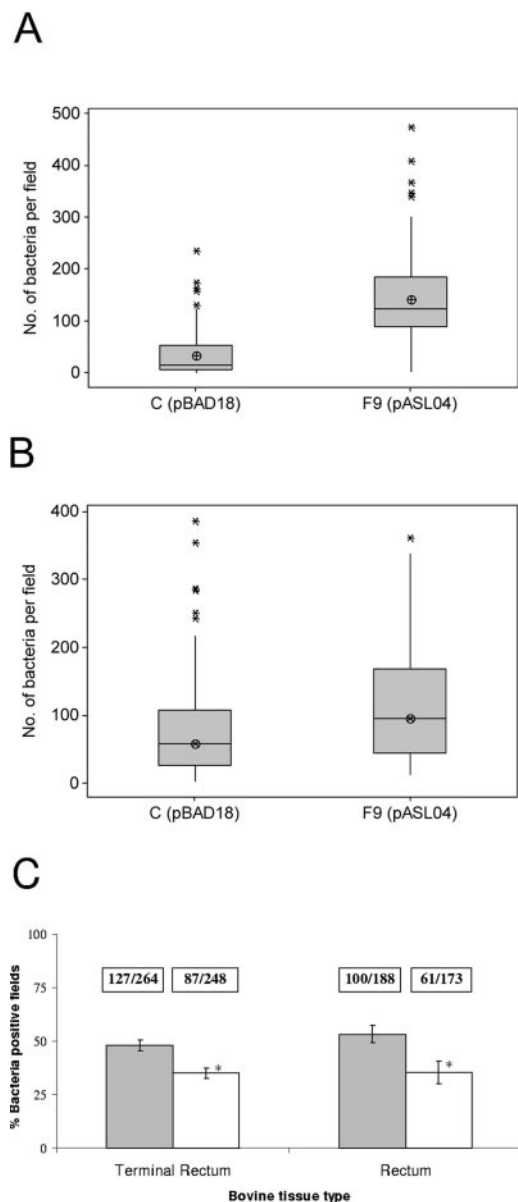 A
No. of bacteria per field
500
400
300
200
100
0
C (pBAD18) F9 (pASL04)
B
No. of bacteria per field
400
300
200
100
0
C (pBAD18) F9 (pASL04)
C
% Bacteria positive fields
100
75
50
25
0
127/264 87/248 100/188 61/173
* *
Terminal Rectum Rectum
Bovine tissue type